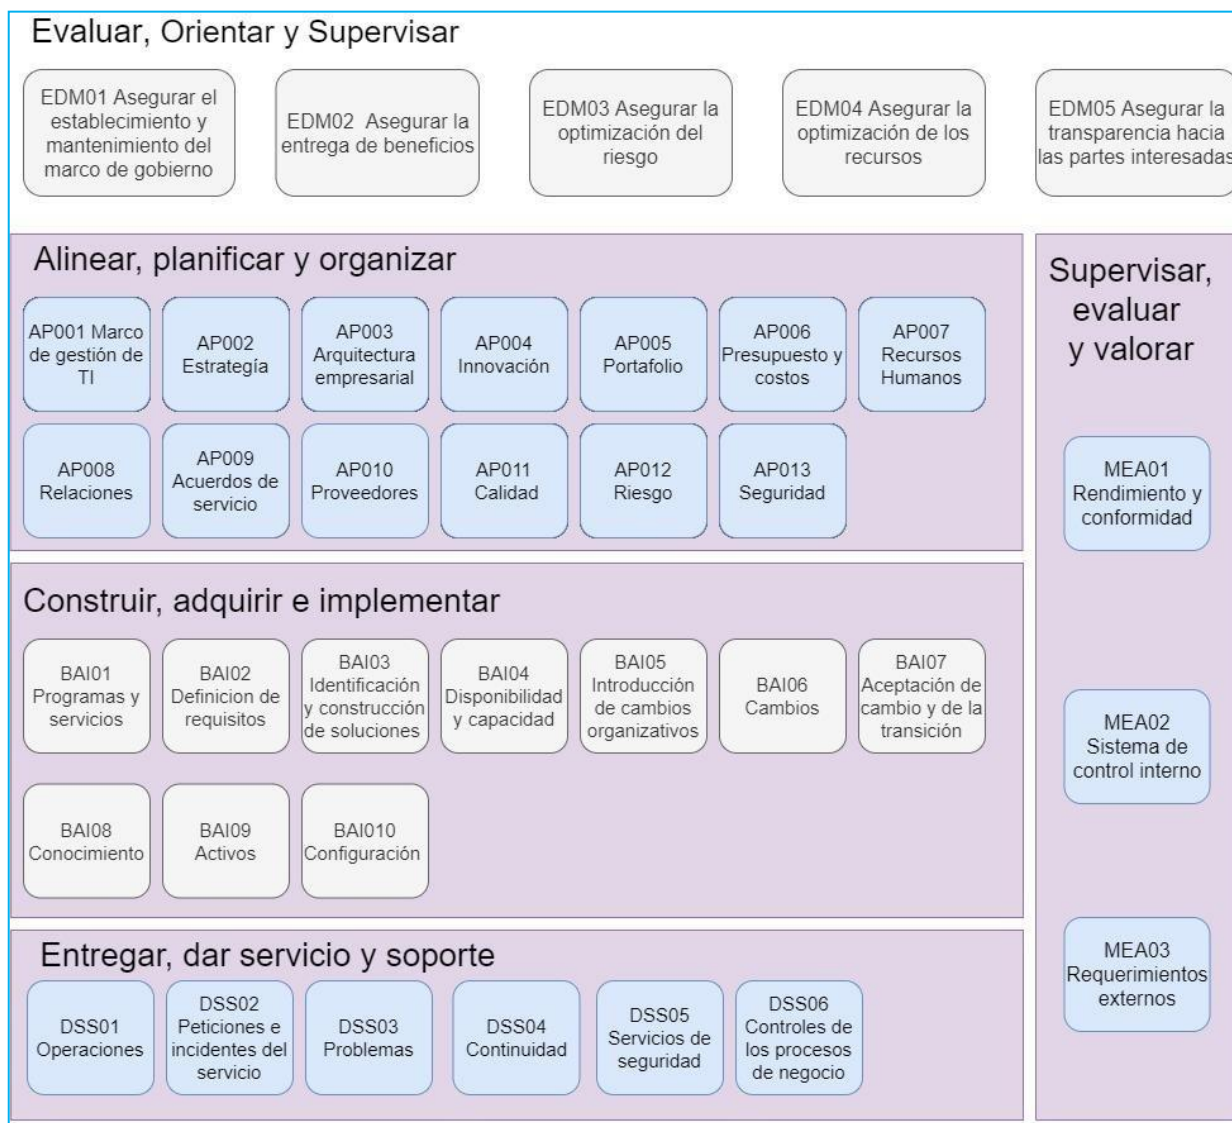 Evaluar, Orientar y Supervisar
EDM01 Asegurar el
establecimiento y
mantenimiento del
marco de gobierno
EDM02 Asegurar la
entrega de beneficios
EDM03 Asegurar la
optimización del
riesgo
EDM04 Asegurar la
optimización de los
recursos
EDM05 Asegurar la
transparencia hacia
las partes interesadas
Alinear, planificar y organizar
AP001 Marco
de gestión de
TI
AP002
Estrategía
AP003
Arquitectura
empresarial
AP004
Innovación
AP005
Portafolio
AP006
Presupuesto y
costos
AP007
Recursos
Humanos
AP008
Relaciones
AP009
Acuerdos de
servicio
AP010
Proveedores
AP011
Calidad
AP012
Riesgo
AP013
Seguridad
Construir, adquirir e implementar
BAI01
Programas y
servicios
BAI02
Definicion de
requisitos
BAI03
Identificación
y construcción
de soluciones
BAI04
Disponibilidad
y capacidad
BAI05
Introducción
de cambios
organizativos
BAI06
Cambios
BAI07
Aceptación de
cambio y de la
transición
BAI08
Conocimiento
BAI09
Activos
BAI010
Configuración
Entregar, dar servicio y soporte
DSS01
Operaciones
DSS02
Peticiones e
incidentes del
servicio
DSS03
Problemas
DSS04
Continuidad
DSS05
Servicios de
seguridad
DSS06
Controles de
los procesos
de negocio
Supervisar,
evaluar
y valorar
MEA01
Rendimiento y
conformidad
MEA02
Sistema de
control interno
MEA03
Requerimientos
externos